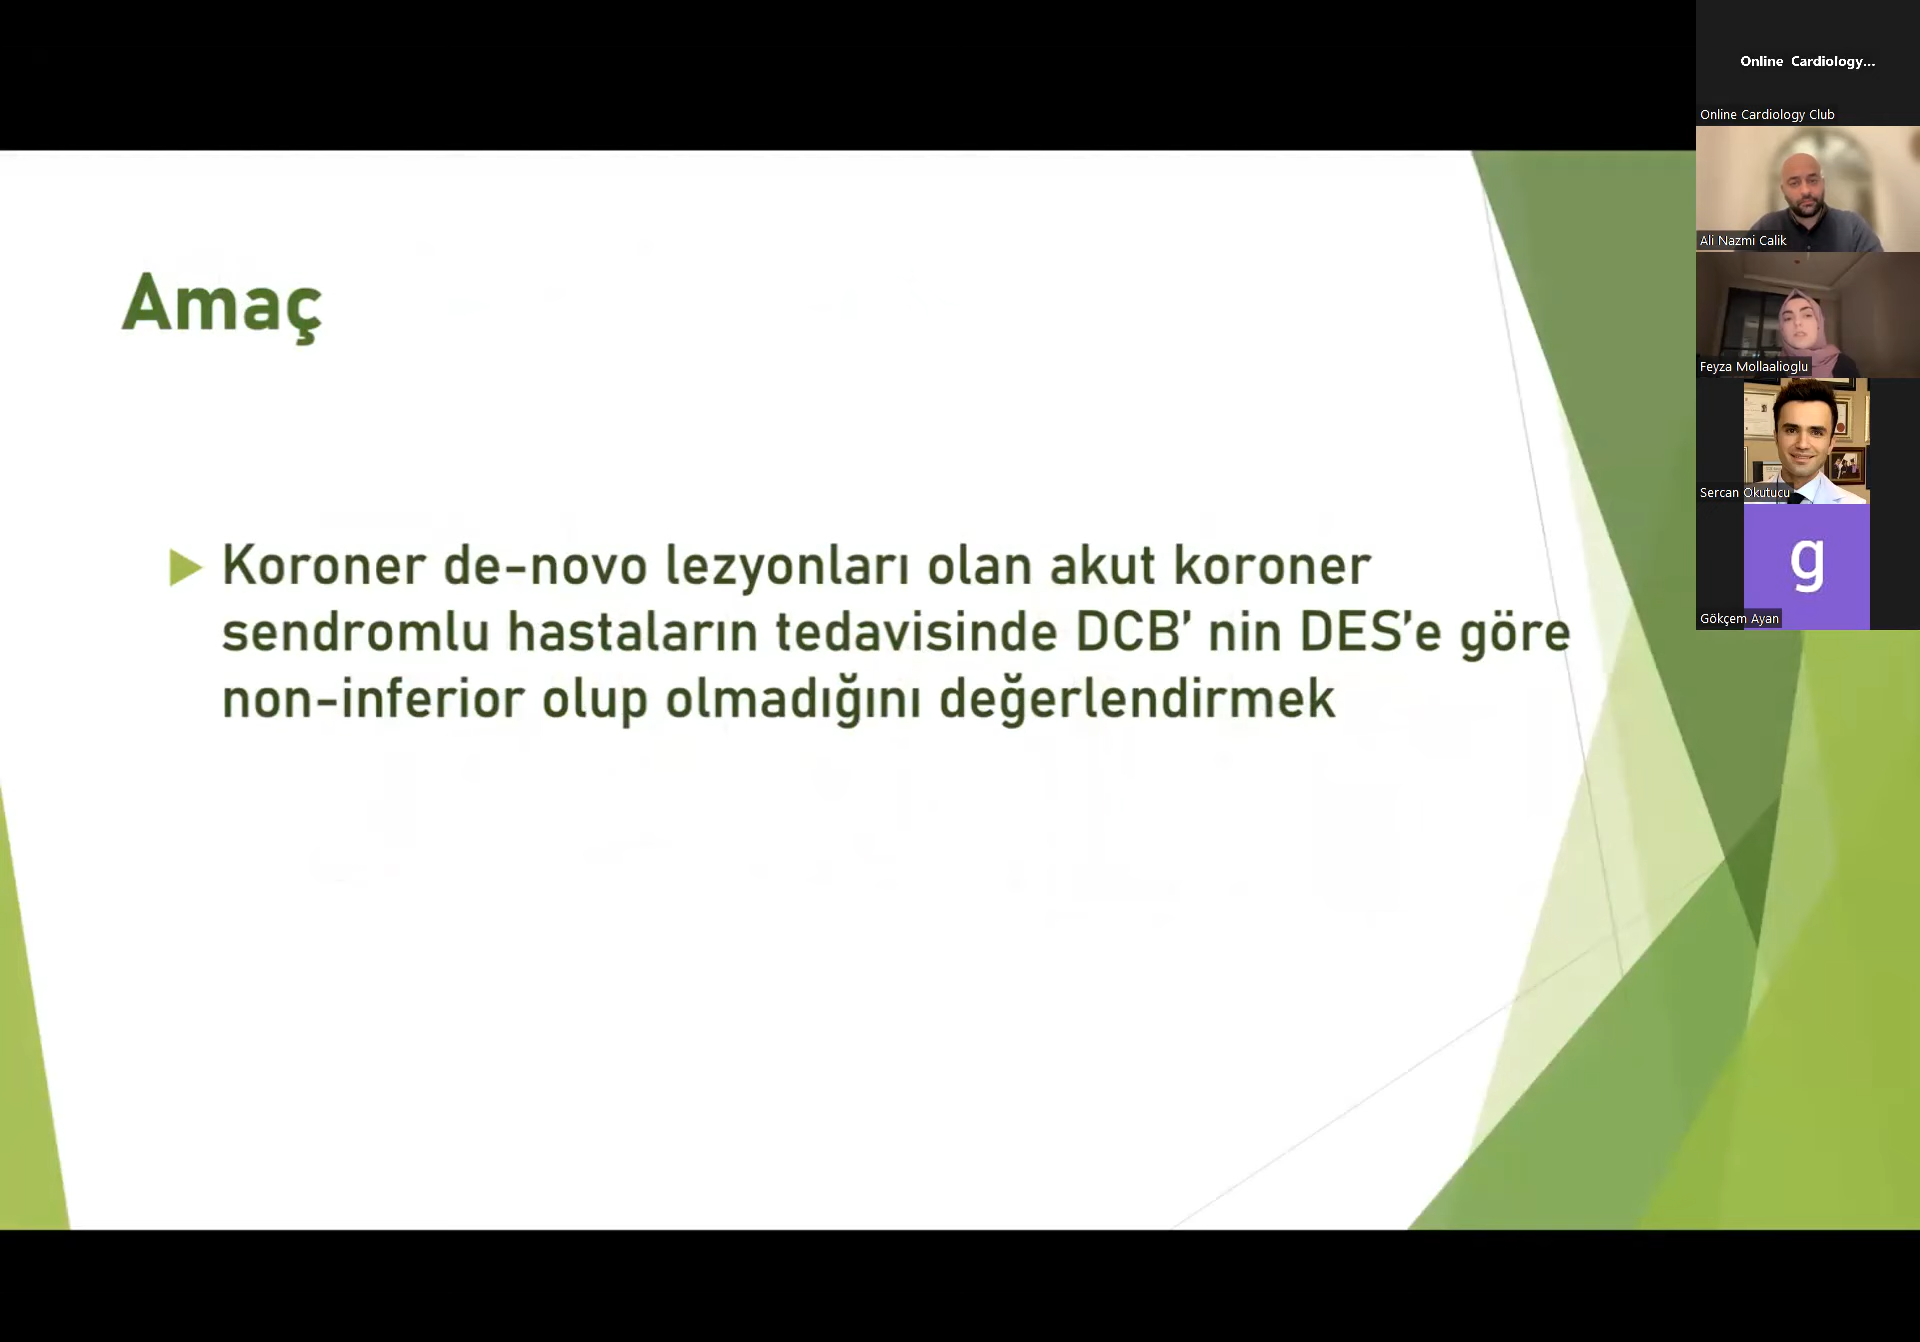 Online Cardiology...
Online Cardiology Club
Ali Nazmi Calik
Feyza Mollaalioglu
Sercan Okutucu
g
Gökçem Ayan
Amaç
Koroner de-novo lezyonları olan akut koroner
sendromlu hastaların tedavisinde DCB’ nin DES’e göre
non-inferior olup olmadığını değerlendirmek